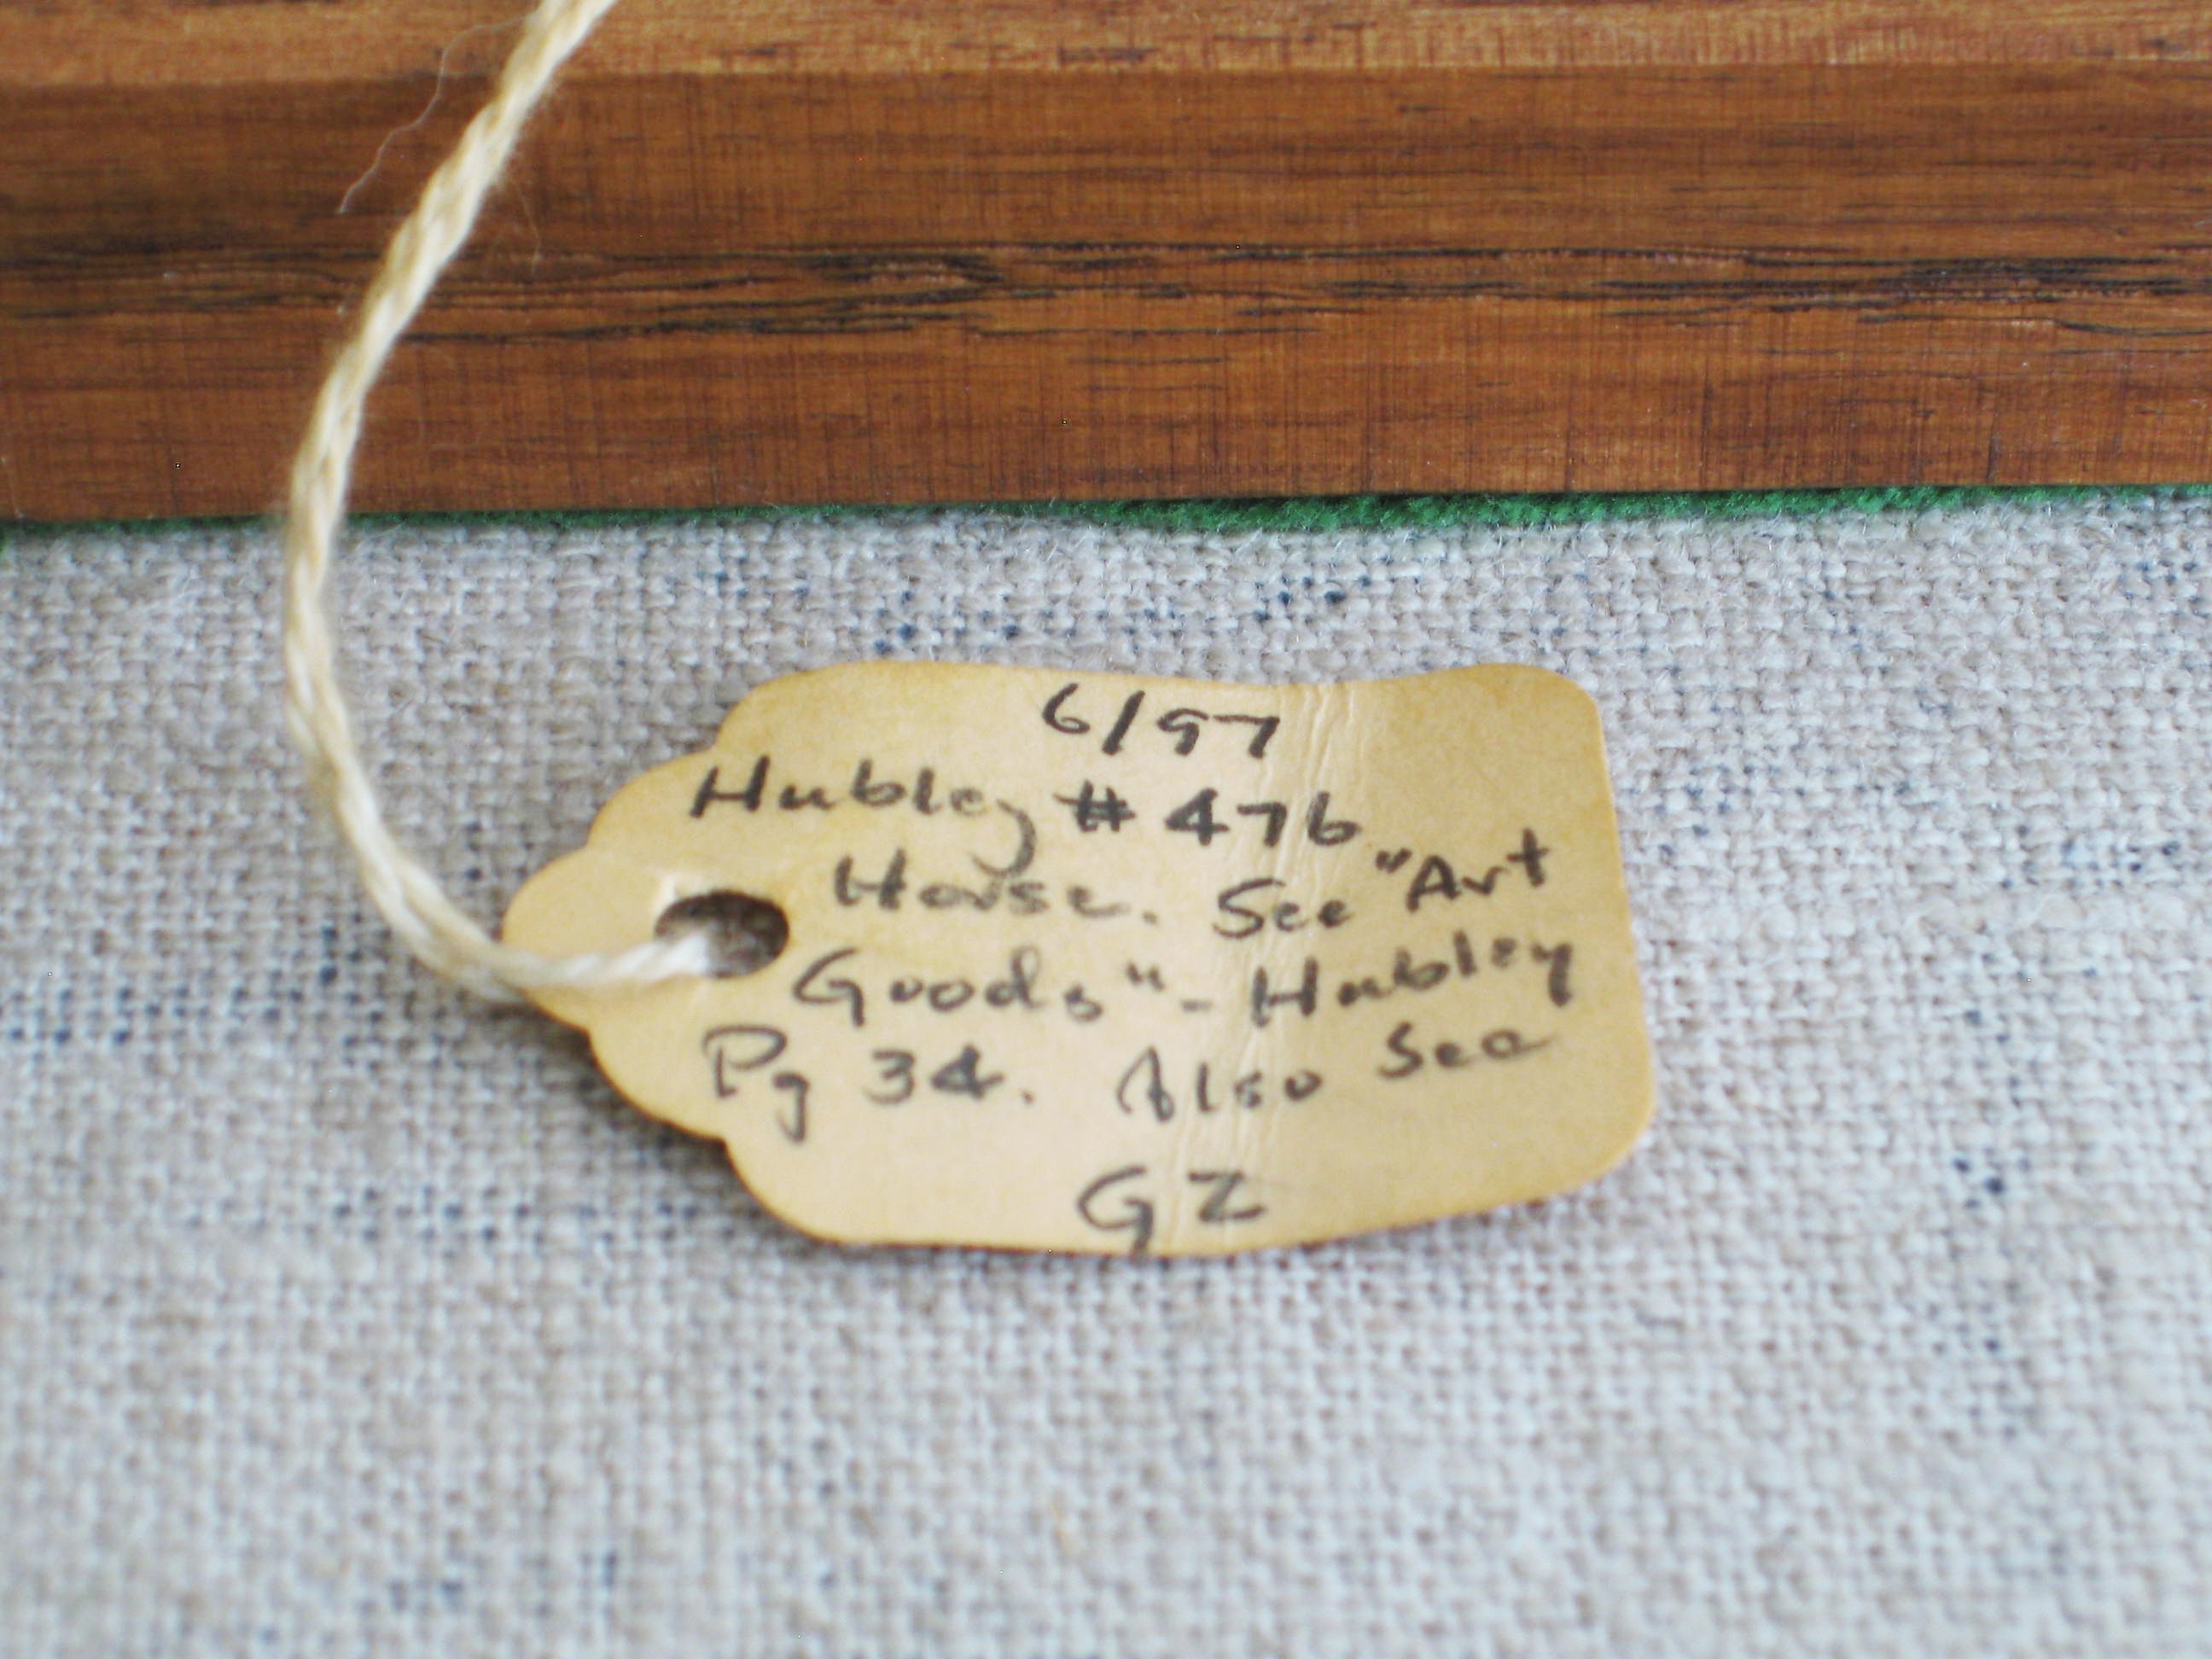 6/97
Hubley # 476
Horse. See "Art
Goods" - Hubley
Pg 34. Also See
GZ